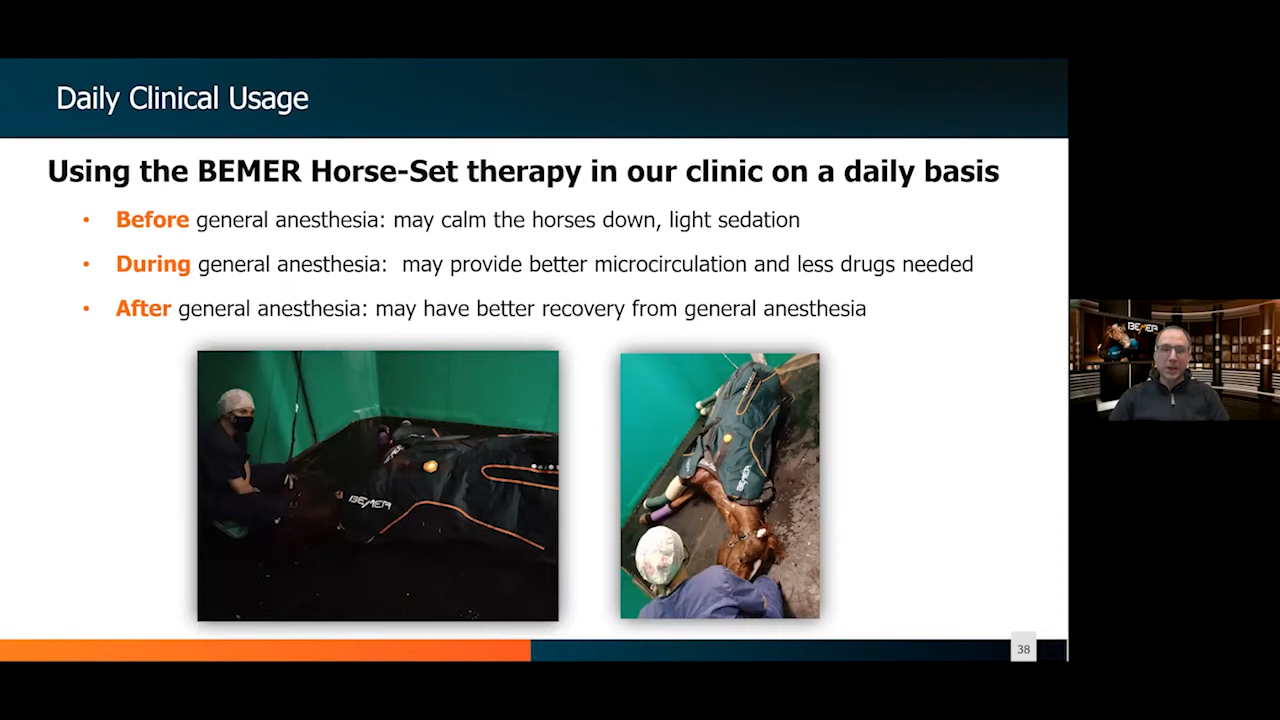 Daily Clinical Usage
Using the BEMER Horse-Set therapy in our clinic on a daily basis
• Before general anesthesia: may calm the horses down, light sedation
• During general anesthesia:  may provide better microcirculation and less drugs needed
• After general anesthesia: may have better recovery from general anesthesia
BEMER
BEMER
BEMER
38